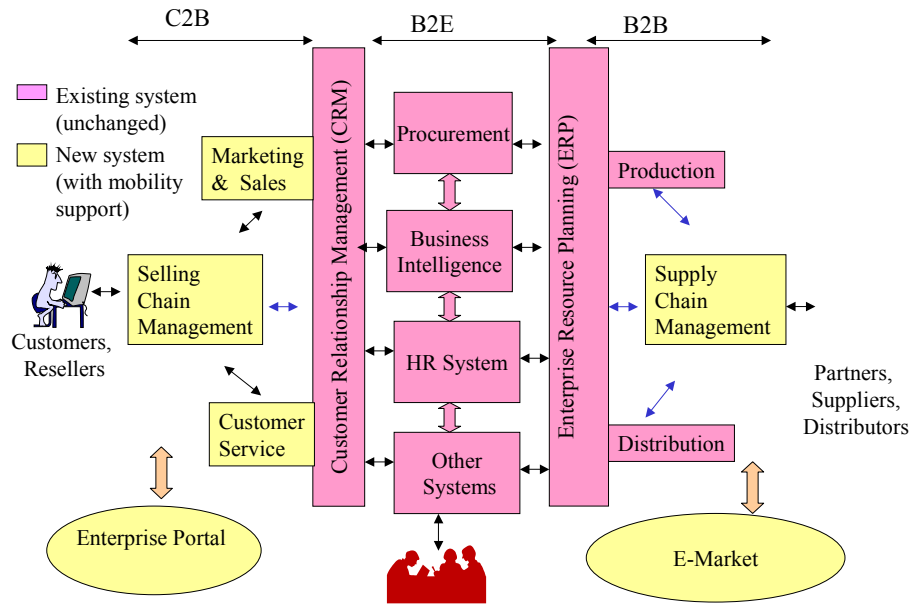 C2B
B2E
B2B
Existing system
(unchanged)
New system
(with mobility
support)
Marketing
& Sales
Selling
Chain
Management
Customers,
Resellers
Customer
Service
Enterprise Portal
Customer Relationship Management (CRM)
Procurement
Business
Intelligence
HR System
Other
Systems
Enterprise Resource Planning (ERP)
Production
Supply
Chain
Management
Distribution
Partners,
Suppliers,
Distributors
E-Market